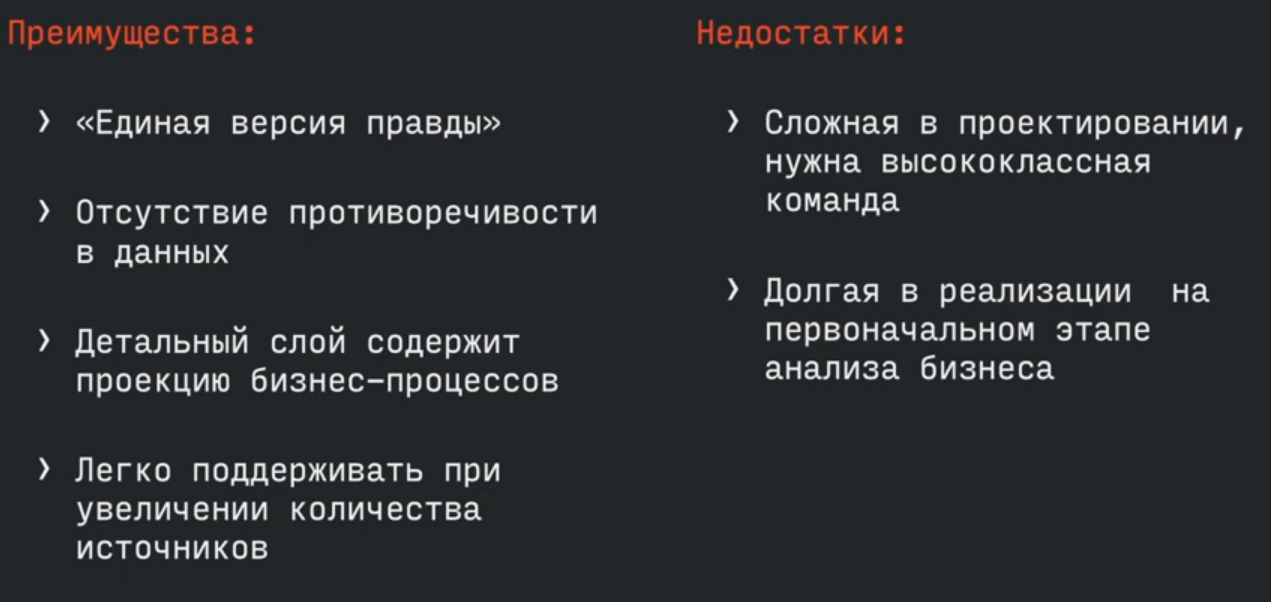 Преимущества:
› «Единая версия правды»
› Отсутствие противоречивости
в данных
› Детальный слой содержит
проекцию бизнес-процессов
› Легко поддерживать при
увеличении количества
источников
Недостатки:
› Сложная в проектировании,
нужна высококлассная
команда
› Долгая в реализации  на
первоначальном этапе
анализа бизнеса